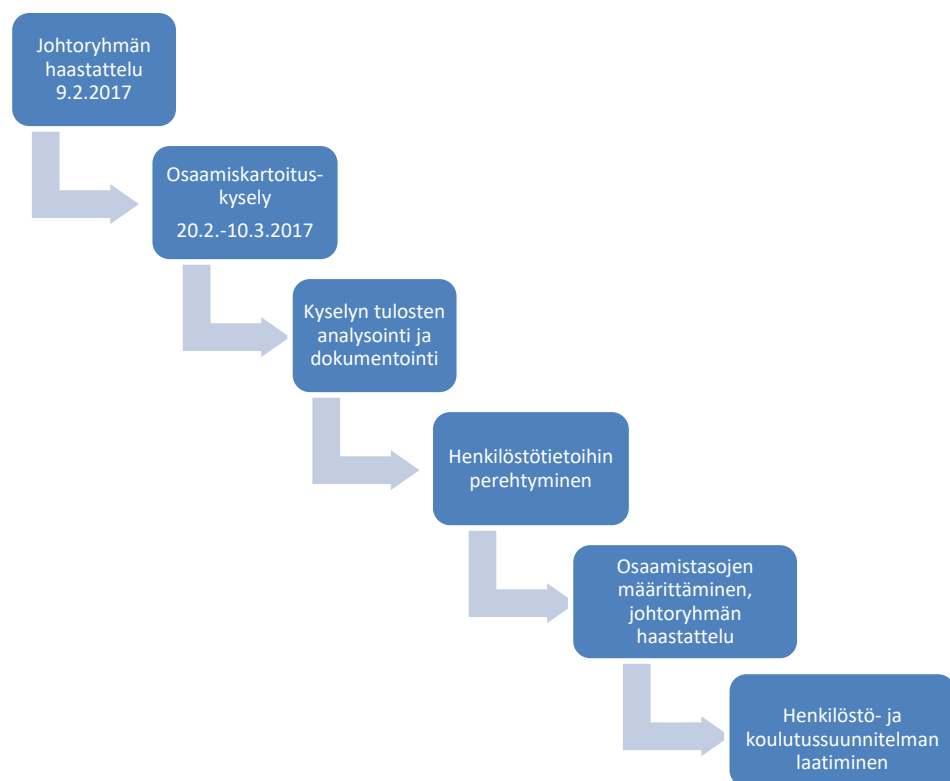 Johtoryhmän
haastattelu
9.2.2017
Osaamiskartoitus-
kysely
20.2.-10.3.2017
Kyselyn tulosten
analysointi ja
dokumentointi
Henkilöstötietoihin
perehtyminen
Osaamistasojen
määrittäminen,
johtoryhmän
haastattelu
Henkilöstö- ja
koulutussuunnitelman
laatiminen